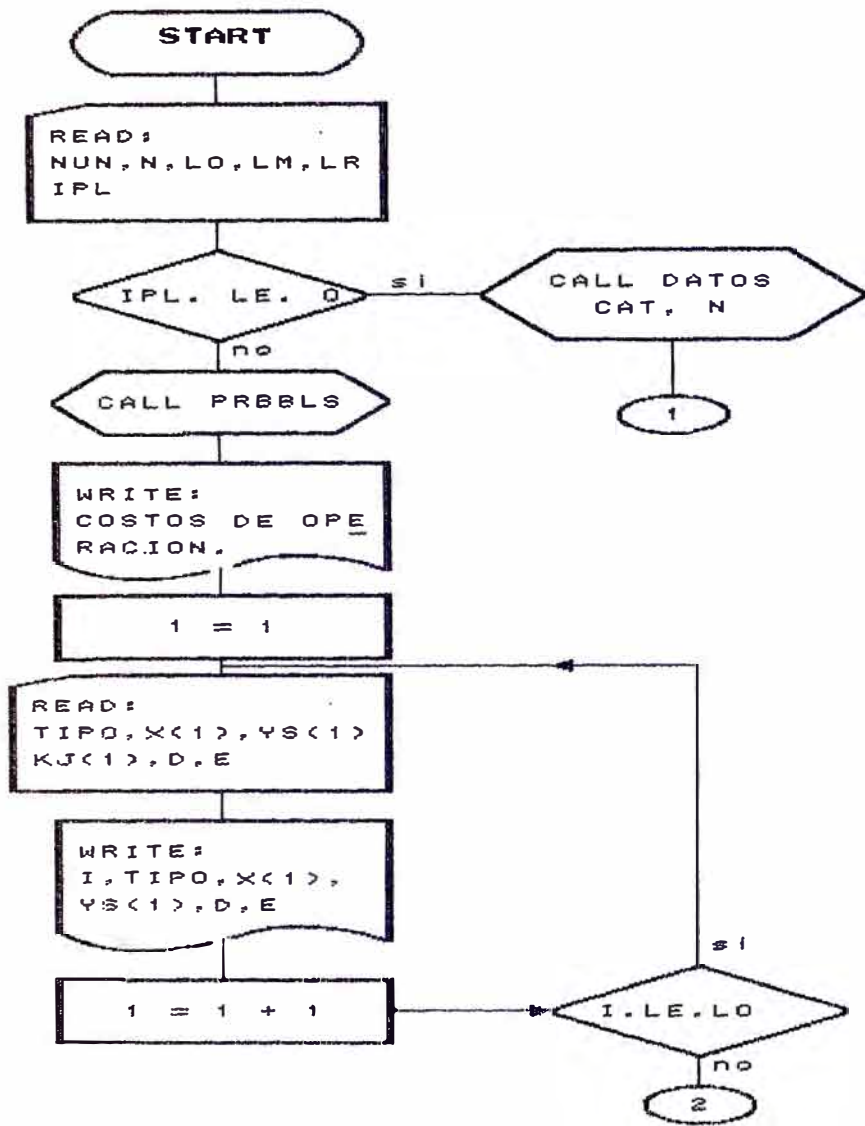 START
READ:
NUN,N,LO,LM,LR
IPL
IPL. LE. 0
si
CALL DATOS
CAT, N
no
1
CALL PRBBLS
WRITE:
COSTOS DE OPE
RACION.
1 = 1
READ:
TIPO,X(1),YS(1)
KJ(1),D,E
WRITE:
I,TIPO,X(1),
YS(1),D,E
si
1 = 1 + 1
I.LE.LO
no
2